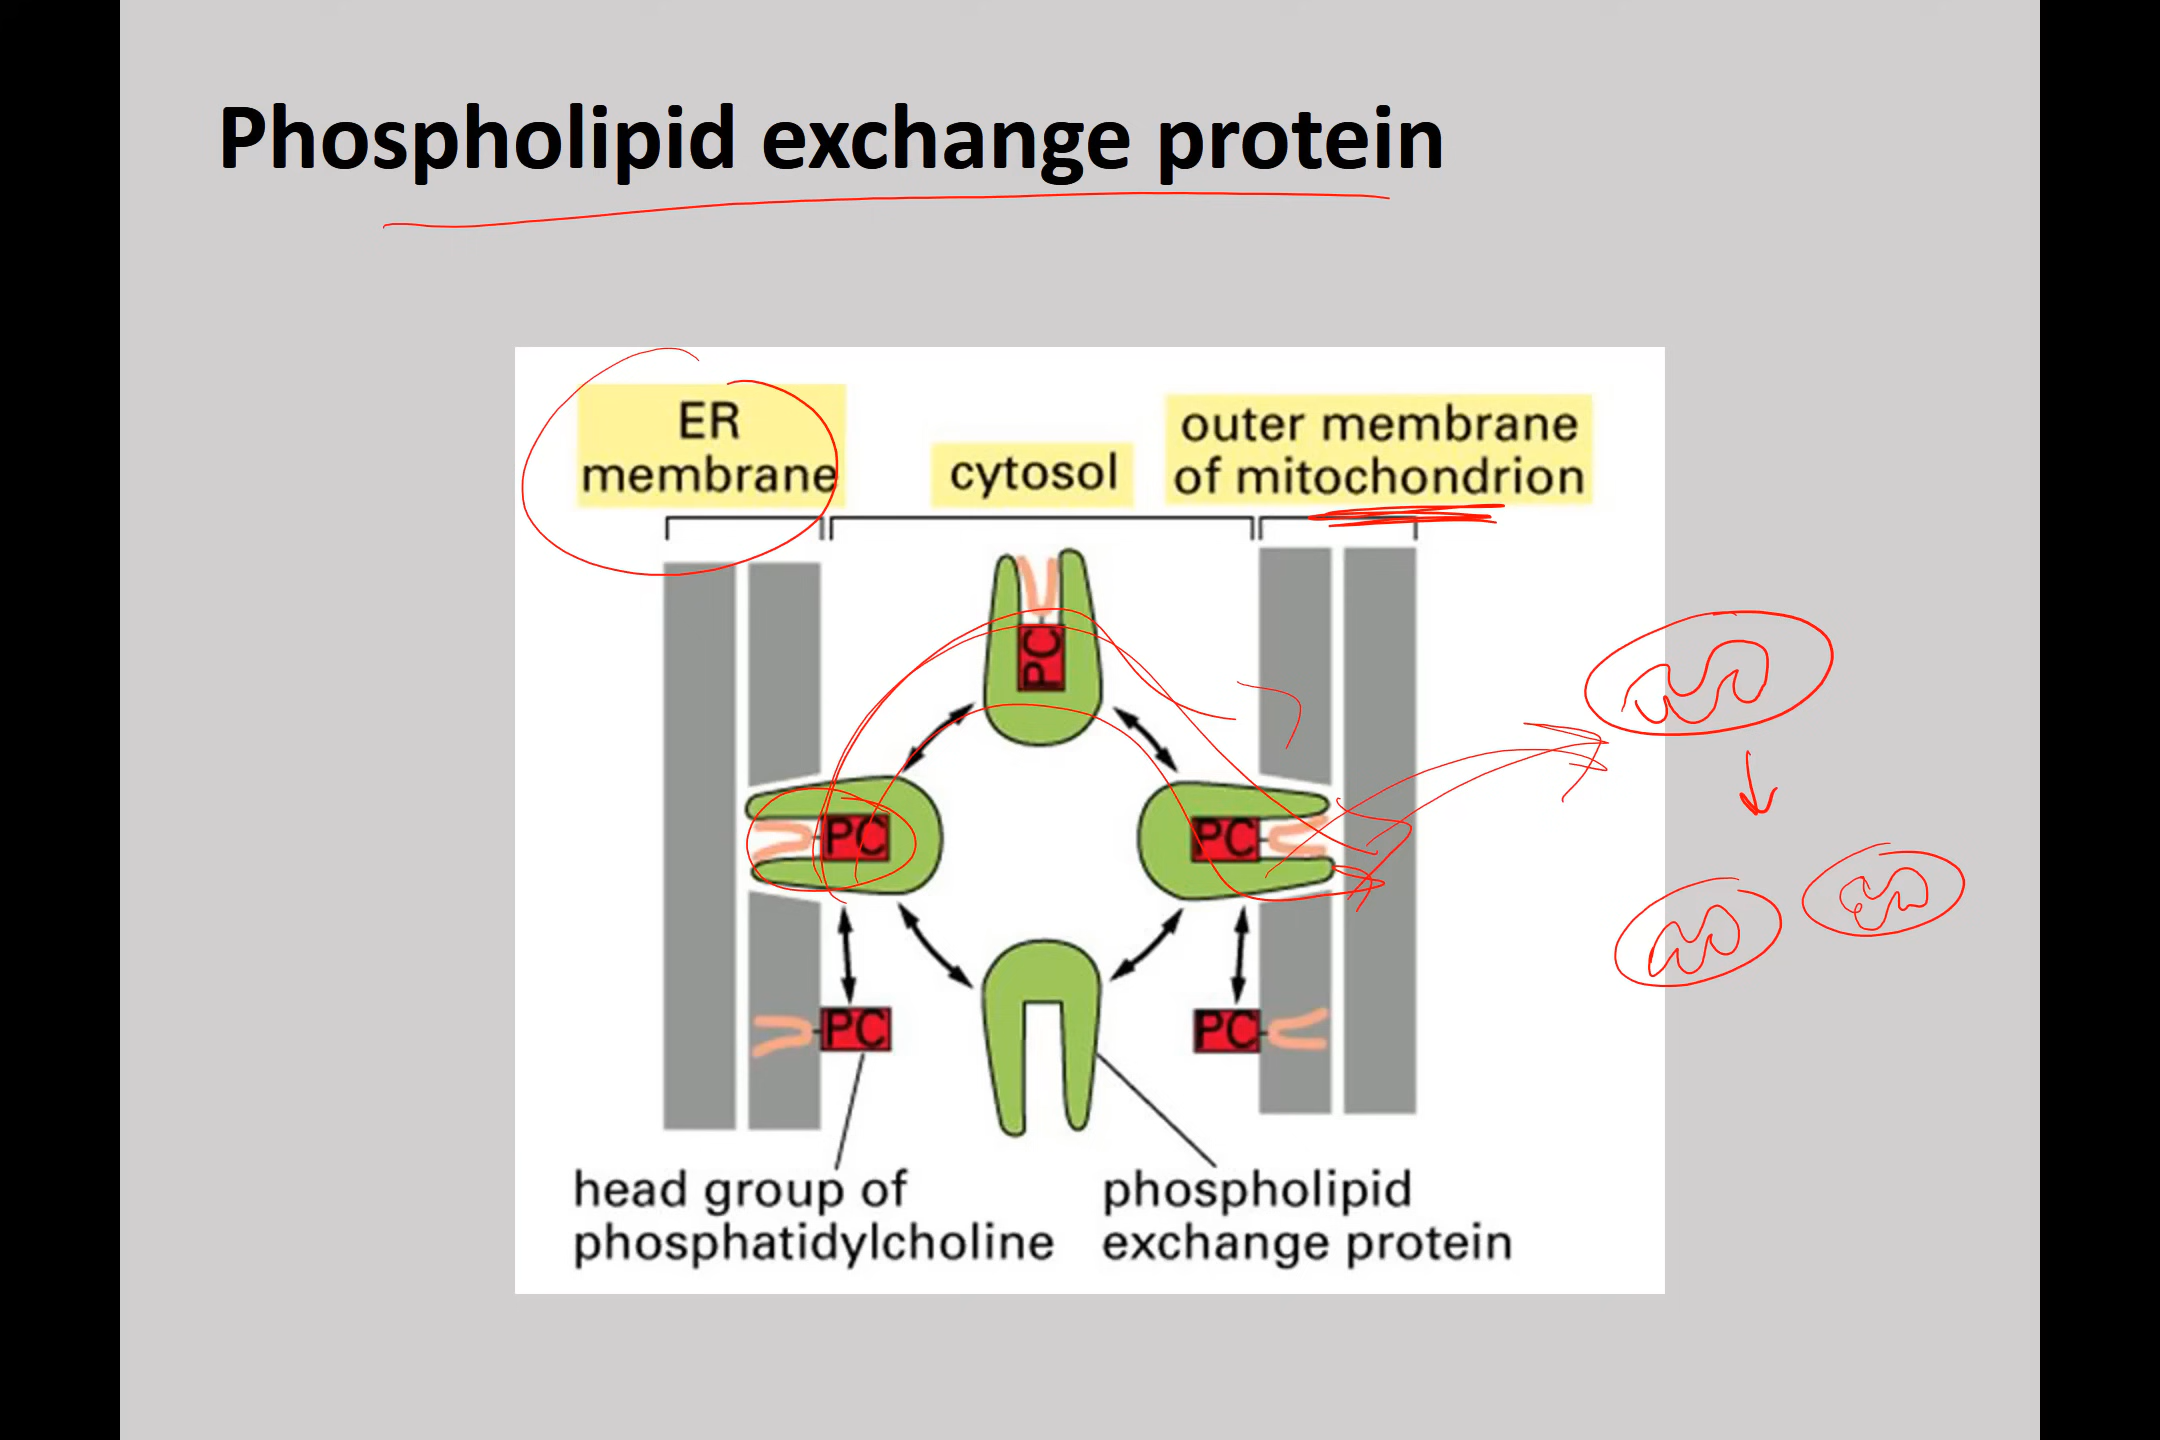 Phospholipid exchange protein
ER
membrane
cytosol
outer membrane
of mitochondrion
PC
PC
PC
PC
PC
head group of
phosphatidylcholine
phospholipid
exchange protein